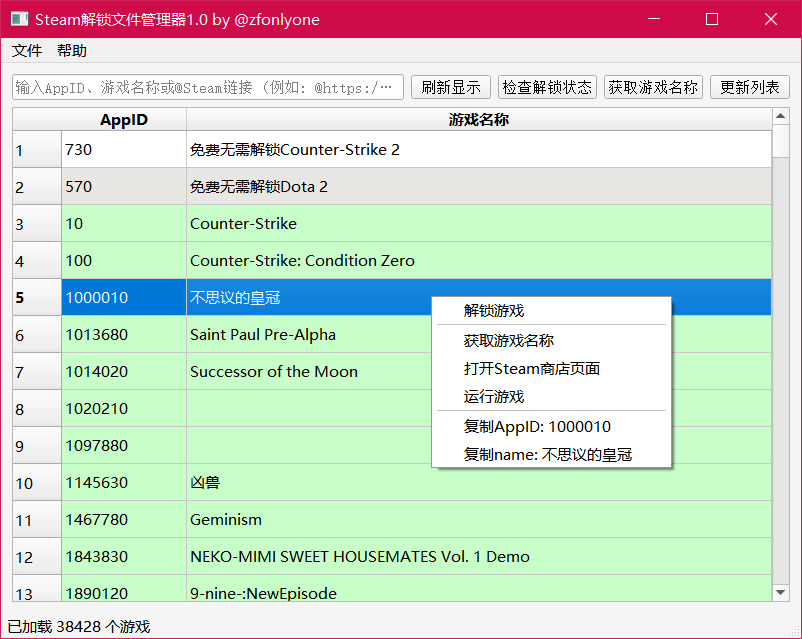 Steam解锁文件管理器1.0 by @zfonlyone
文件 帮助
输入AppID、游戏名称或@Steam链接（例如: @https:/… 刷新显示 检查解锁状态 获取游戏名称 更新列表
AppID 游戏名称
1 730 免费无需解锁Counter-Strike 2
2 570 免费无需解锁Dota 2
3 10 Counter-Strike
4 100 Counter-Strike: Condition Zero
5 1000010 不思议的皇冠
6 1013680 Saint Paul Pre-Alpha
7 1014020 Successor of the Moon
8 1020210
9 1097880
10 1145630 凶兽
11 1467780 Geminism
12 1843830 NEKO-MIMI SWEET HOUSEMATES Vol. 1 Demo
13 1890120 9-nine-:NewEpisode
解锁游戏
获取游戏名称
打开Steam商店页面
运行游戏
复制AppID: 1000010
复制name: 不思议的皇冠
已加载 38428 个游戏